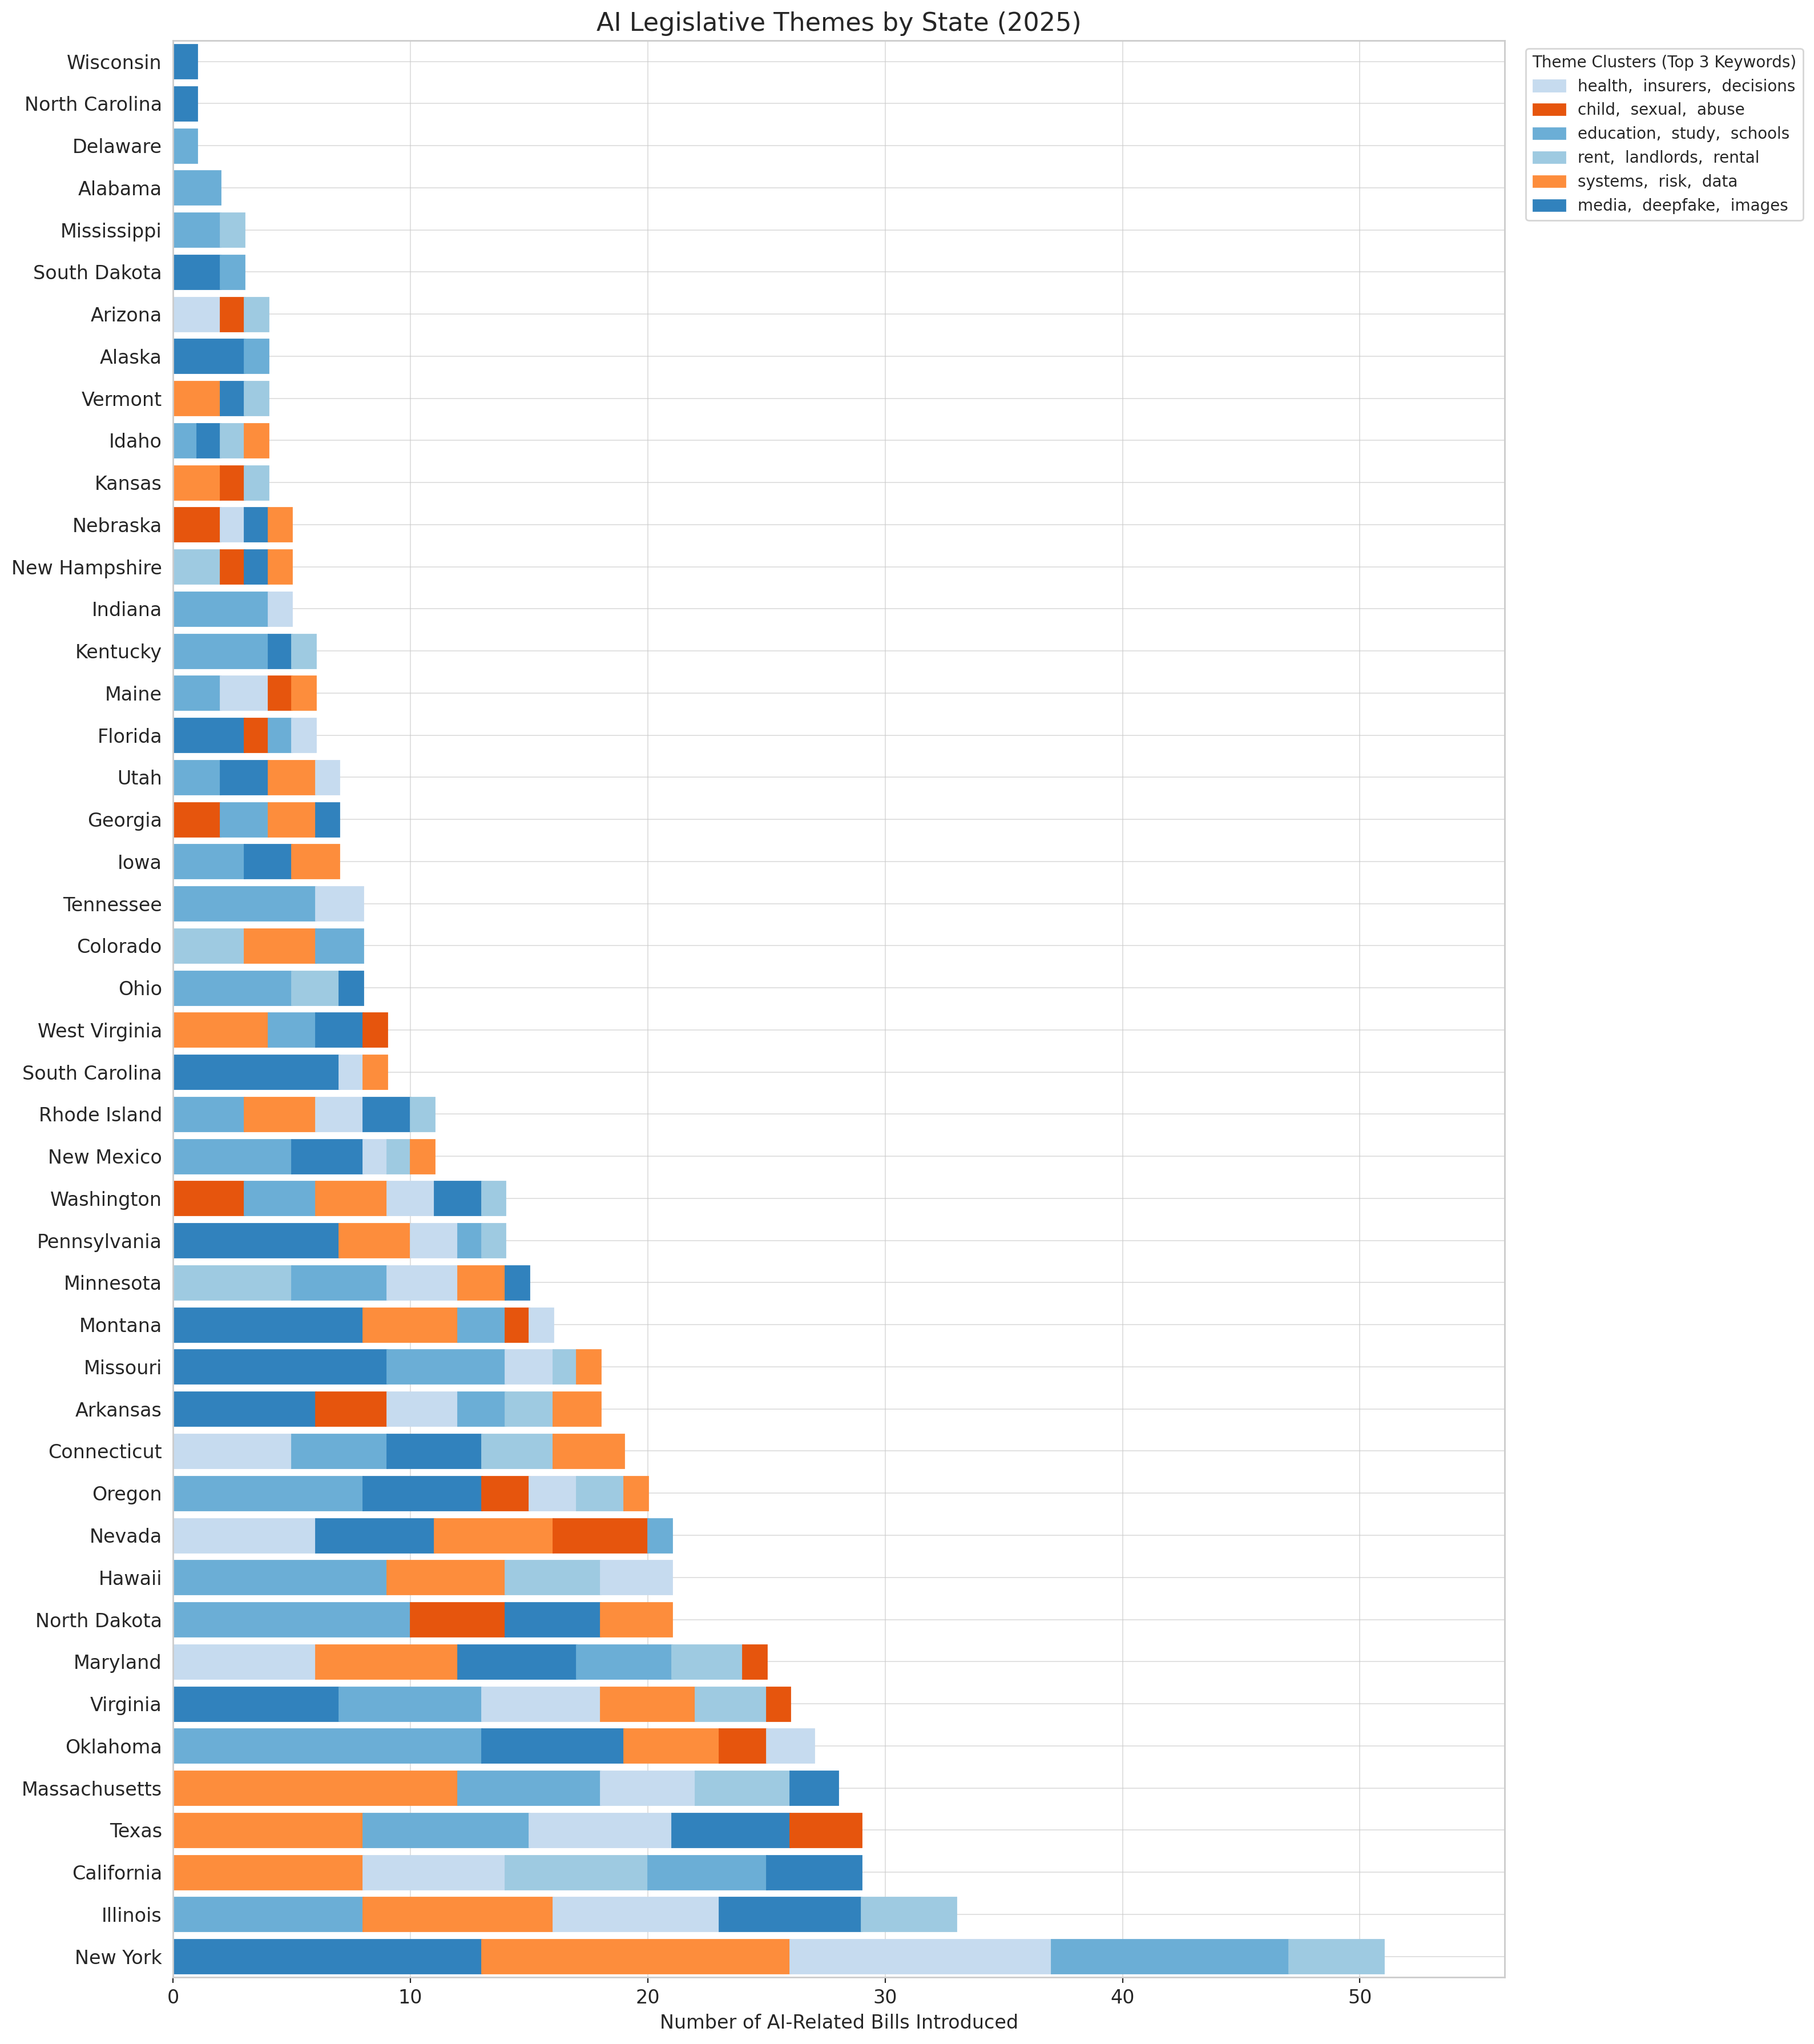 AI Legislative Themes by State (2025)
Theme Clusters (Top 3 Keywords)
health,  insurers,  decisions
child,  sexual,  abuse
education,  study,  schools
rent,  landlords,  rental
systems,  risk,  data
media,  deepfake,  images
Wisconsin
North Carolina
Delaware
Alabama
Mississippi
South Dakota
Arizona
Alaska
Vermont
Idaho
Kansas
Nebraska
New Hampshire
Indiana
Kentucky
Maine
Florida
Utah
Georgia
Iowa
Tennessee
Colorado
Ohio
West Virginia
South Carolina
Rhode Island
New Mexico
Washington
Pennsylvania
Minnesota
Montana
Missouri
Arkansas
Connecticut
Oregon
Nevada
Hawaii
North Dakota
Maryland
Virginia
Oklahoma
Massachusetts
Texas
California
Illinois
New York
0 10 20 30 40 50
Number of AI-Related Bills Introduced